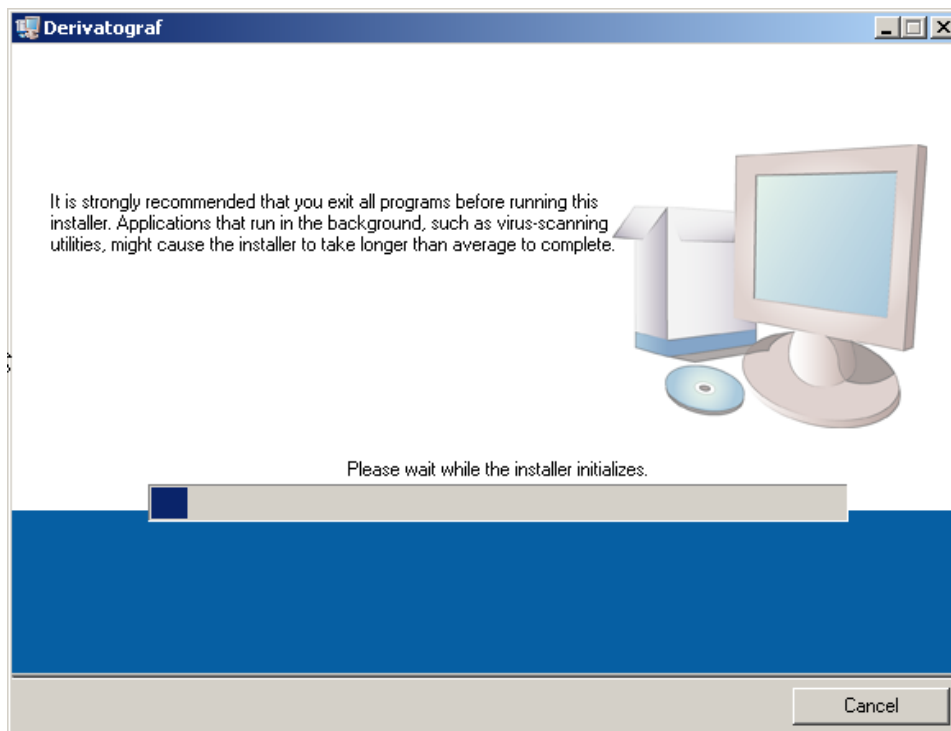 Derivatograf
It is strongly recommended that you exit all programs before running this
installer. Applications that run in the background, such as virus-scanning
utilities, might cause the installer to take longer than average to complete.
Please wait while the installer initializes.
Cancel